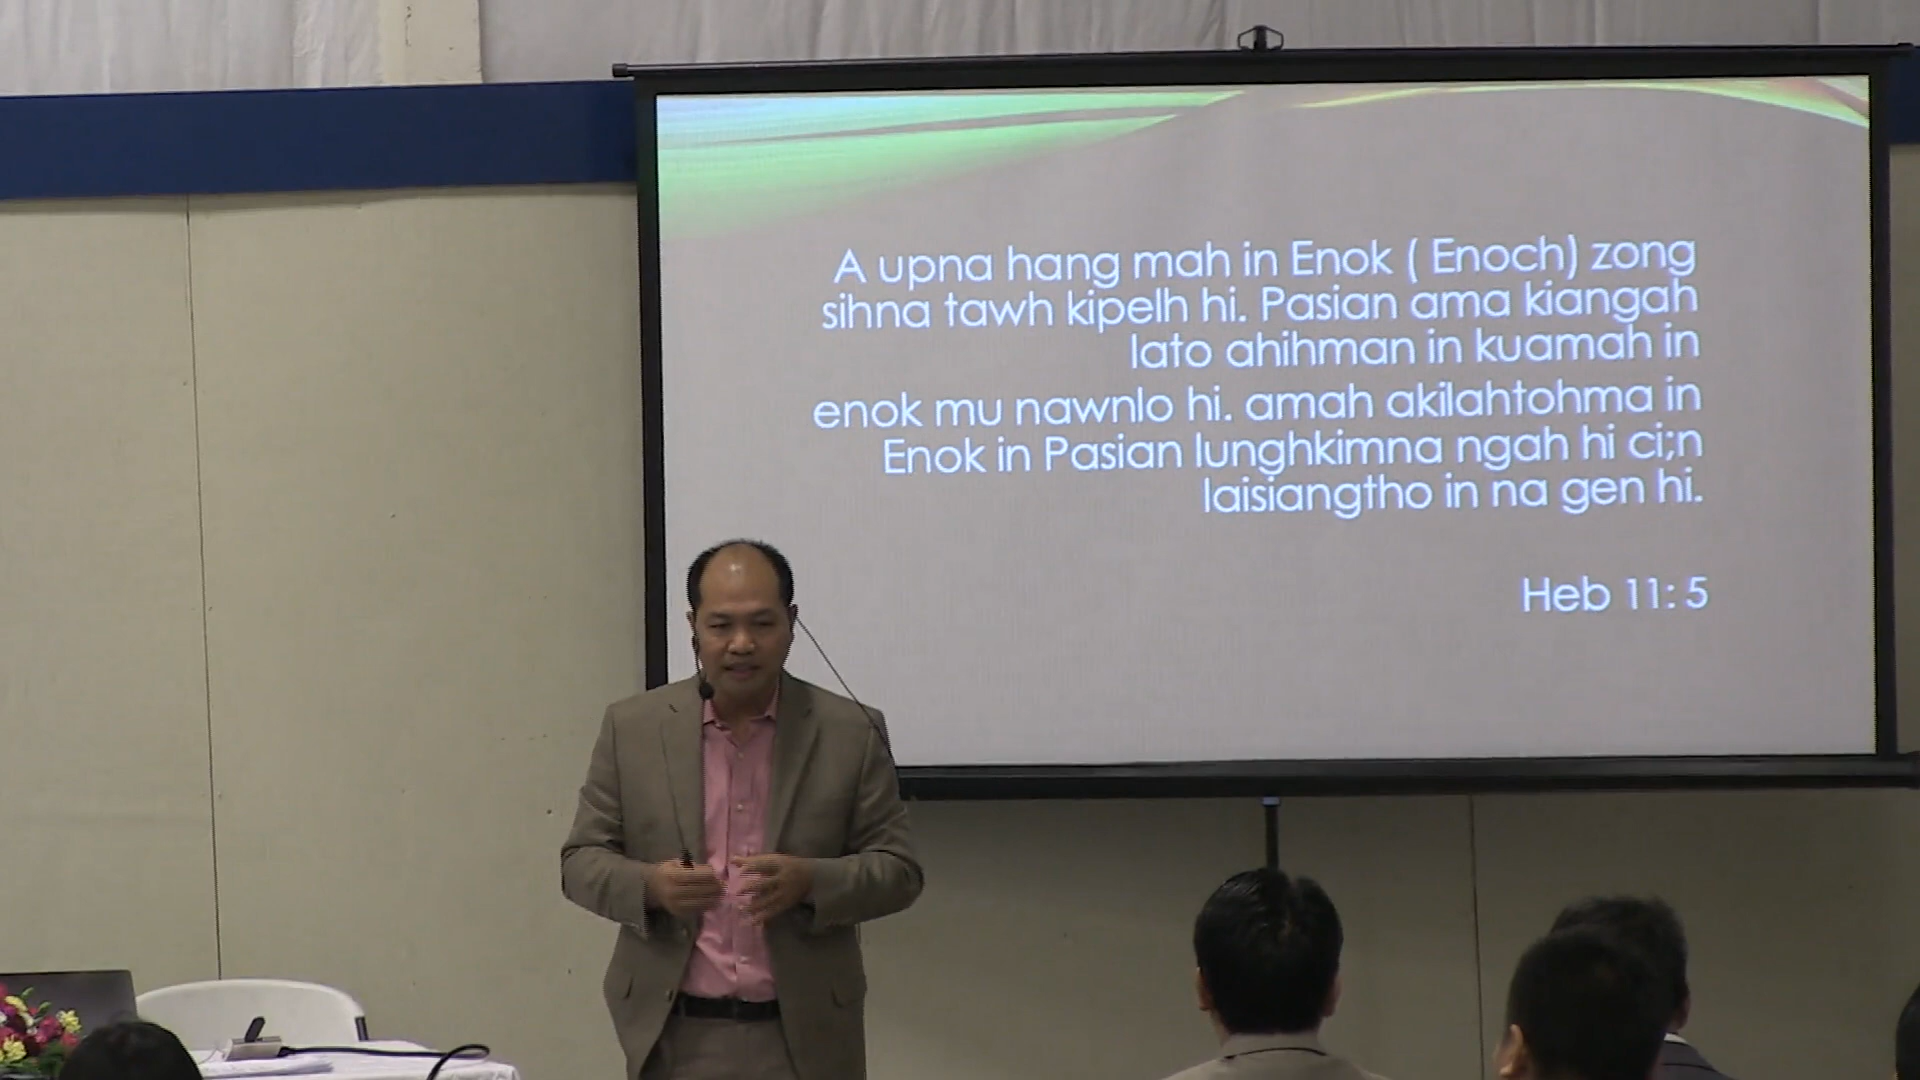 A upna hang mah in Enok ( Enoch) zong
sihna tawh kipelh hi. Pasian ama kiangah
lato ahihman in kuamah in
enok mu nawnlo hi. amah akilahtohma in
Enok in Pasian lunghkimna ngah hi ci;n
laisiangtho in na gen hi.
Heb 11: 5